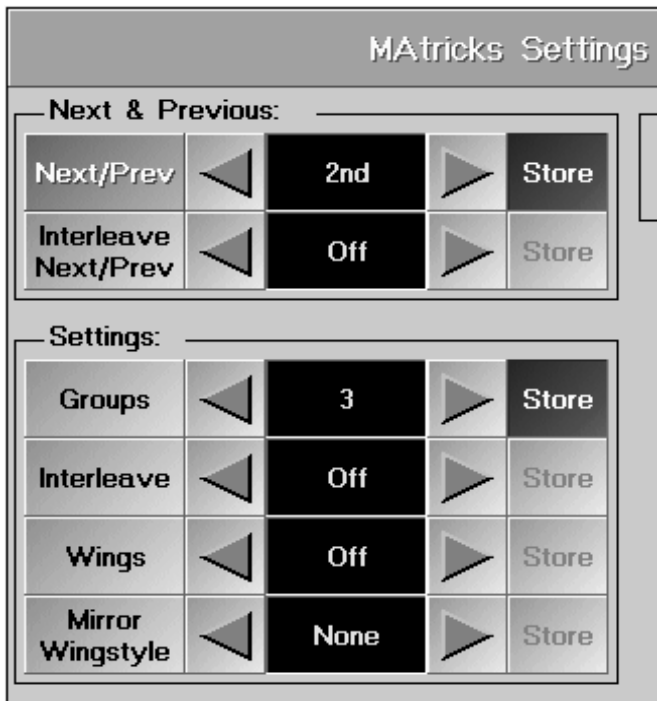 MAtricks Settings
Next & Previous:
Next/Prev 2nd Store
Interleave
Next/Prev Off Store
Settings:
Groups 3 Store
Interleave Off Store
Wings Off Store
Mirror
Wingstyle None Store